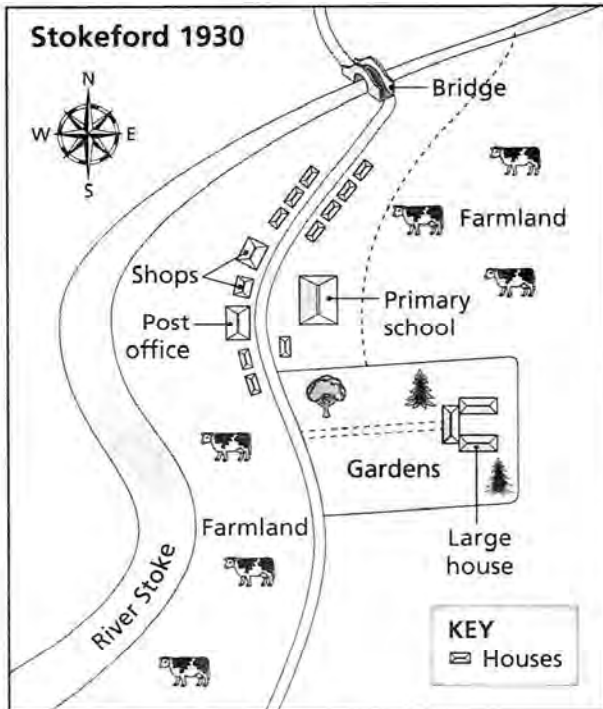 Stokeford 1930
N
W E
S
Bridge
Farmland
Shops
Primary
school
Post
office
Gardens
Farmland
Large
house
River Stoke
KEY
Houses